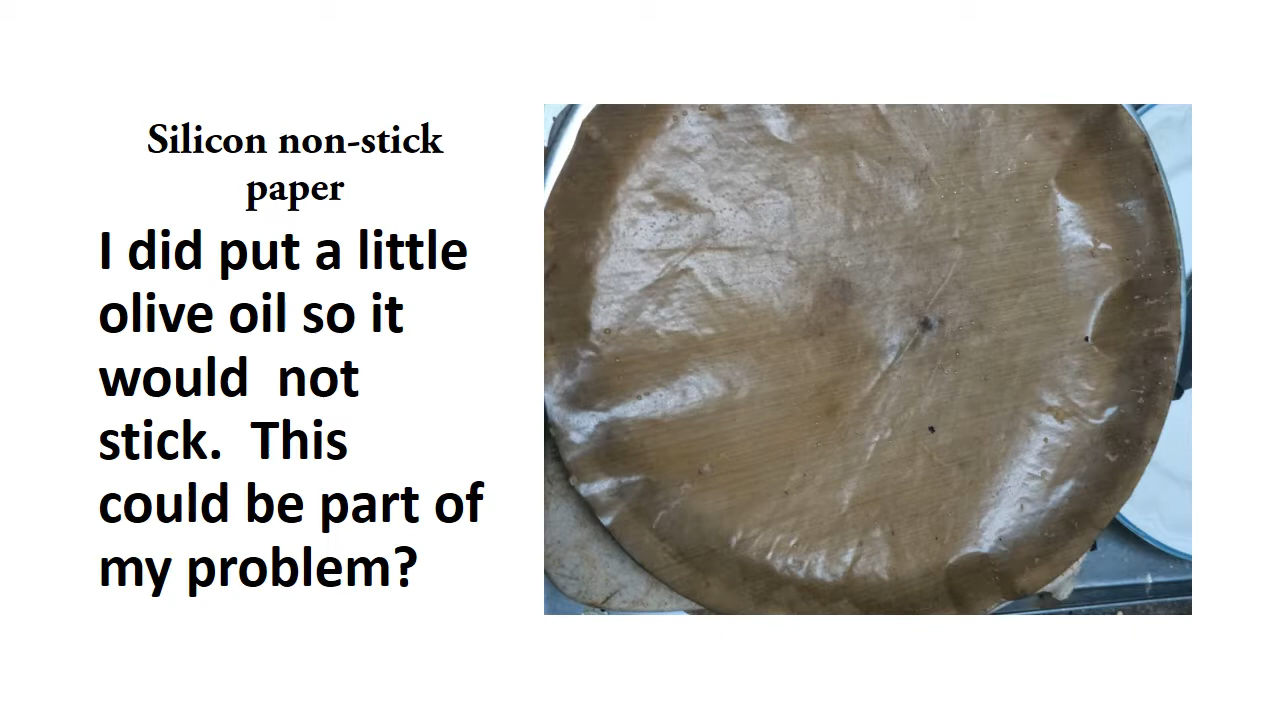 Silicon non-stick
paper
I did put a little
olive oil so it
would  not
stick.  This
could be part of
my problem?